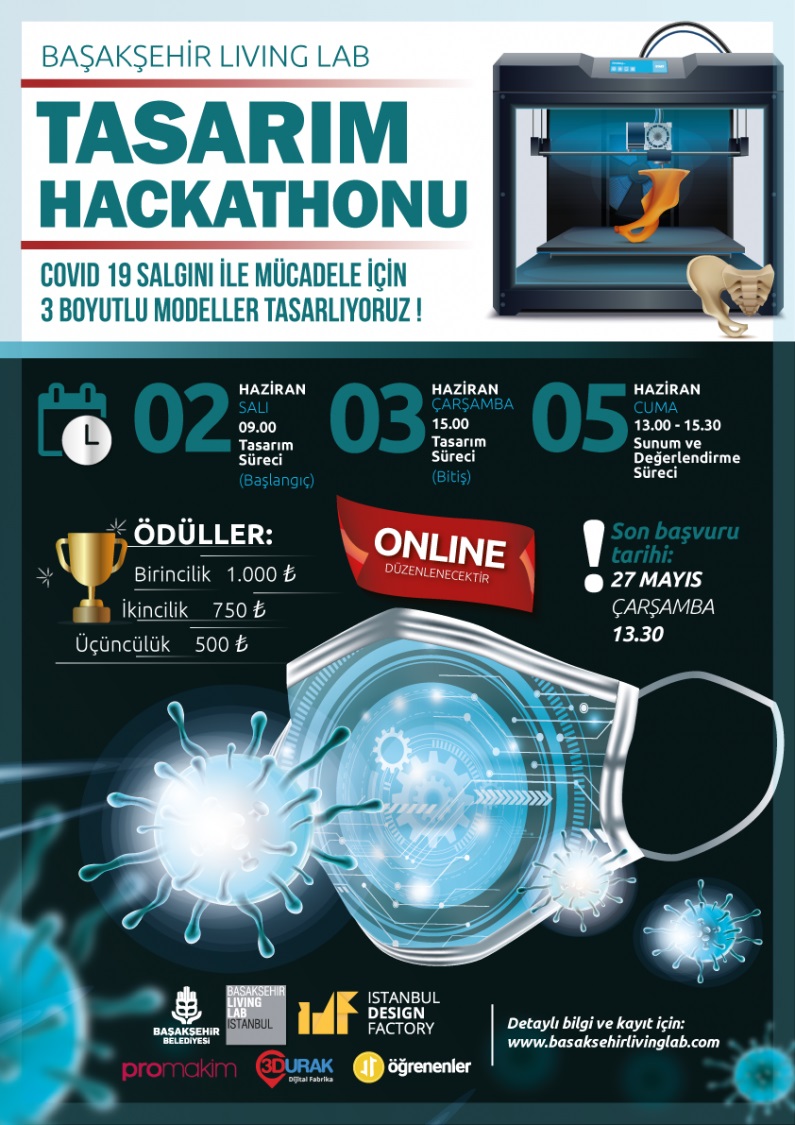 BAŞAKŞEHİR LIVING LAB
TASARIM
HACKATHONU
COVID 19 SALGINI İLE MÜCADELE İÇİN
3 BOYUTLU MODELLER TASARLIYORUZ !
02
HAZİRAN
SALI
09.00
Tasarım
Süreci
(Başlangıç)
03
HAZİRAN
ÇARŞAMBA
15.00
Tasarım
Süreci
(Bitiş)
05
HAZİRAN
CUMA
13.00 - 15.30
Sunum ve
Değerlendirme
Süreci
ÖDÜLLER:
Birincilik 1.000 ₺
İkincilik 750 ₺
Üçüncülük 500 ₺
ONLINE
DÜZENLENECEKTİR
! Son başvuru
tarihi:
27 MAYIS
ÇARŞAMBA
13.30
BAŞAKŞEHİR
BELEDİYESİ
BASAKSEHIR
LIVING
LAB
ISTANBUL
ISTANBUL
DESIGN
FACTORY
promakim
3DURAK
Dijital Fabrika
öğrenenler
Detaylı bilgi ve kayıt için:
www.basaksehirlivinglab.com